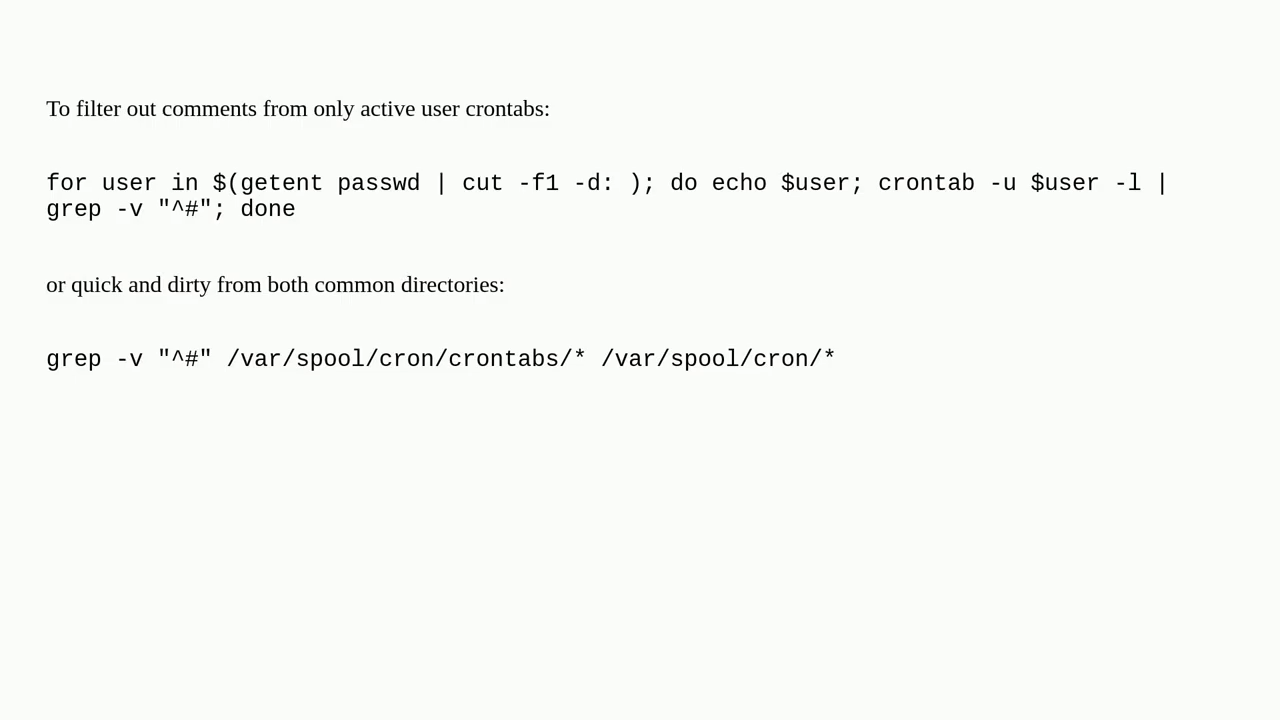 To filter out comments from only active user crontabs:
for user in $(getent passwd | cut -f1 -d: ); do echo $user; crontab -u $user -l |
grep -v "^#"; done
or quick and dirty from both common directories:
grep -v "^#" /var/spool/cron/crontabs/* /var/spool/cron/*